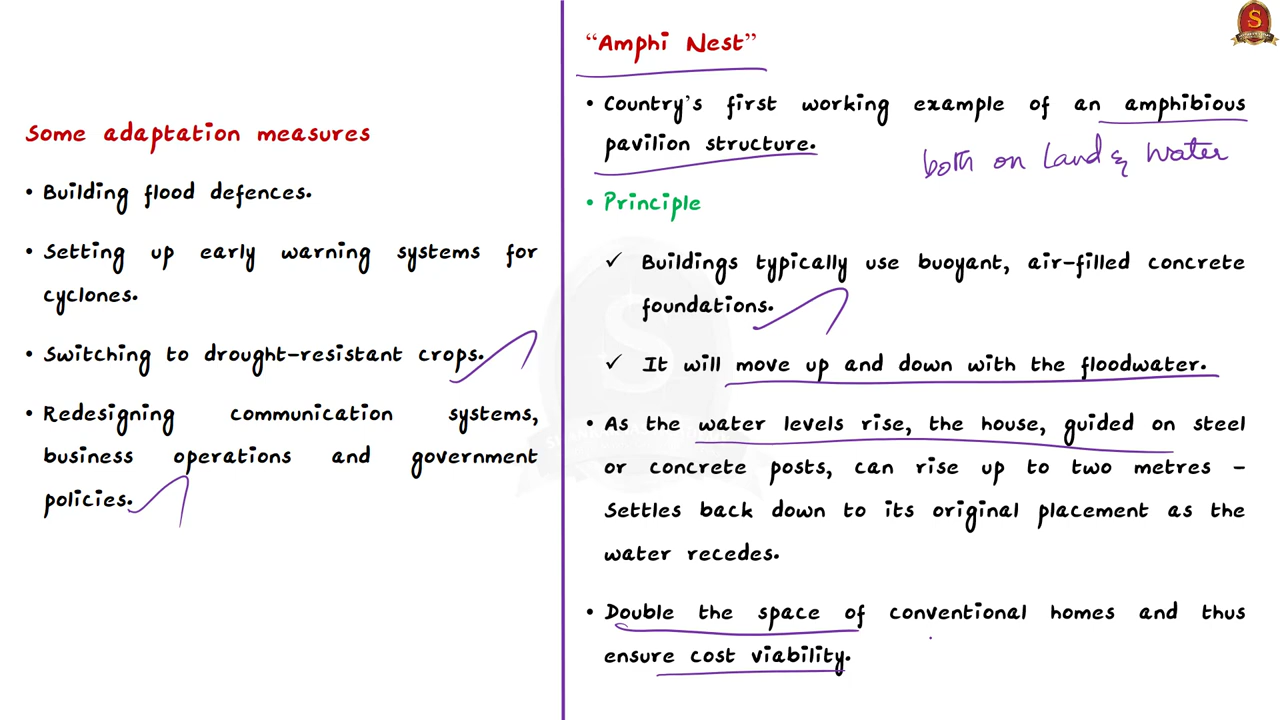 Some adaptation measures
• Building flood defences.
• Setting up early warning systems for
cyclones.
• Switching to drought-resistant crops.
• Redesigning communication systems,
business operations and government
policies.
“Amphi Nest”
• Country’s first working example of an amphibious
pavilion structure.
both on land & water
• Principle
✓ Buildings typically use buoyant, air-filled concrete
foundations.
✓ It will move up and down with the floodwater.
• As the water levels rise, the house, guided on steel
or concrete posts, can rise up to two metres –
Settles back down to its original placement as the
water recedes.
• Double the space of conventional homes and thus
ensure cost viability.